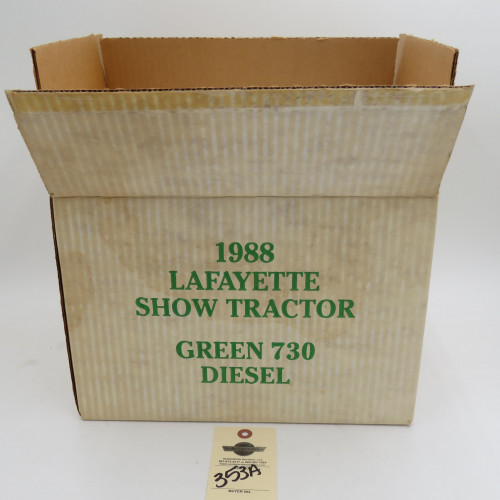 1988
LAFAYETTE
SHOW TRACTOR
GREEN 730
DIESEL
353A